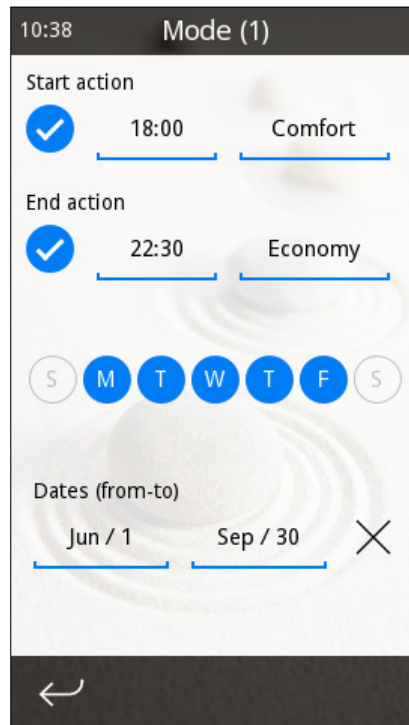 10:38 Mode (1)
Start action
18:00 Comfort
End action
22:30 Economy
S M T W T F S
Dates (from-to)
Jun / 1 Sep / 30